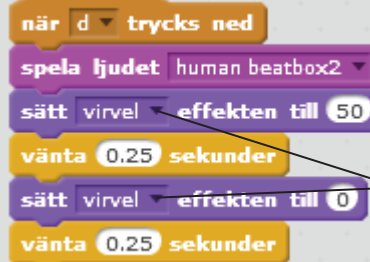 när d trycks ned
spela ljudet human beatbox2
sätt virvel effekten till 50
vänta 0.25 sekunder
sätt virvel effekten till 0
vänta 0.25 sekunder